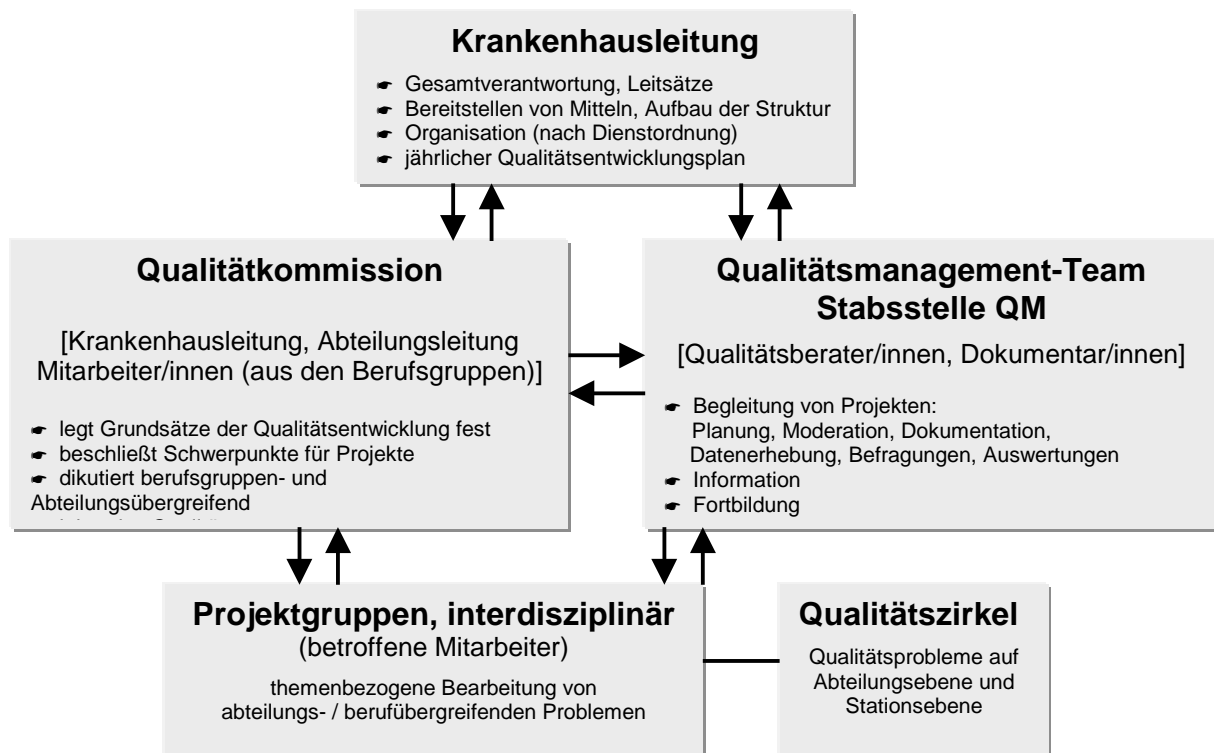 Krankenhausleitung
☛ Gesamtverantwortung, Leitsätze
☛ Bereitstellen von Mitteln, Aufbau der Struktur
☛ Organisation (nach Dienstordnung)
☛ jährlicher Qualitätsentwicklungsplan
Qualitätkommission
[Krankenhausleitung, Abteilungsleitung
Mitarbeiter/innen (aus den Berufsgruppen)]
☛ legt Grundsätze der Qualitätsentwicklung fest
☛ beschließt Schwerpunkte für Projekte
☛ dikutiert berufsgruppen- und
Abteilungsübergreifend
Qualitätsmanagement-Team
Stabsstelle QM
[Qualitätsberater/innen, Dokumentar/innen]
☛ Begleitung von Projekten:
Planung, Moderation, Dokumentation,
Datenerhebung, Befragungen, Auswertungen
☛ Information
☛ Fortbildung
Projektgruppen, interdisziplinär
(betroffene Mitarbeiter)
themenbezogene Bearbeitung von
abteilungs- / berufübergreifenden Problemen
Qualitätszirkel
Qualitätsprobleme auf
Abteilungsebene und
Stationsebene